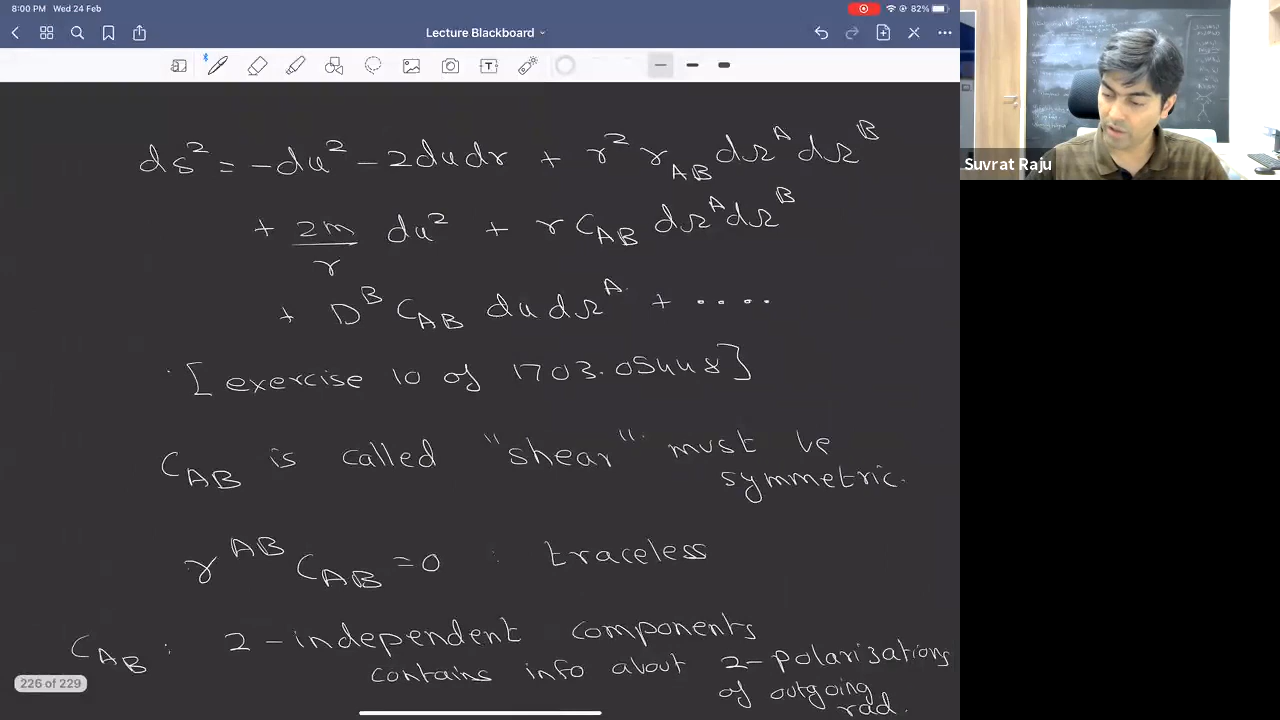 8:00 PM Wed 24 Feb
82%
Lecture Blackboard
ds² = -du² - 2dudr + r² γ_AB dΩ^A dΩ^B
+ 2m/r du² + r C_AB dΩ^A dΩ^B
+ D^B C_AB du dΩ^A + ....
[exercise 10 of 1703.05448]
C_AB is called "shear" must be
symmetric.
γ^AB C_AB = 0 : traceless
C_AB : 2-independent components
contains info about 2-polarizations
of outgoing
rad.
226 of 229
Suvrat Raju